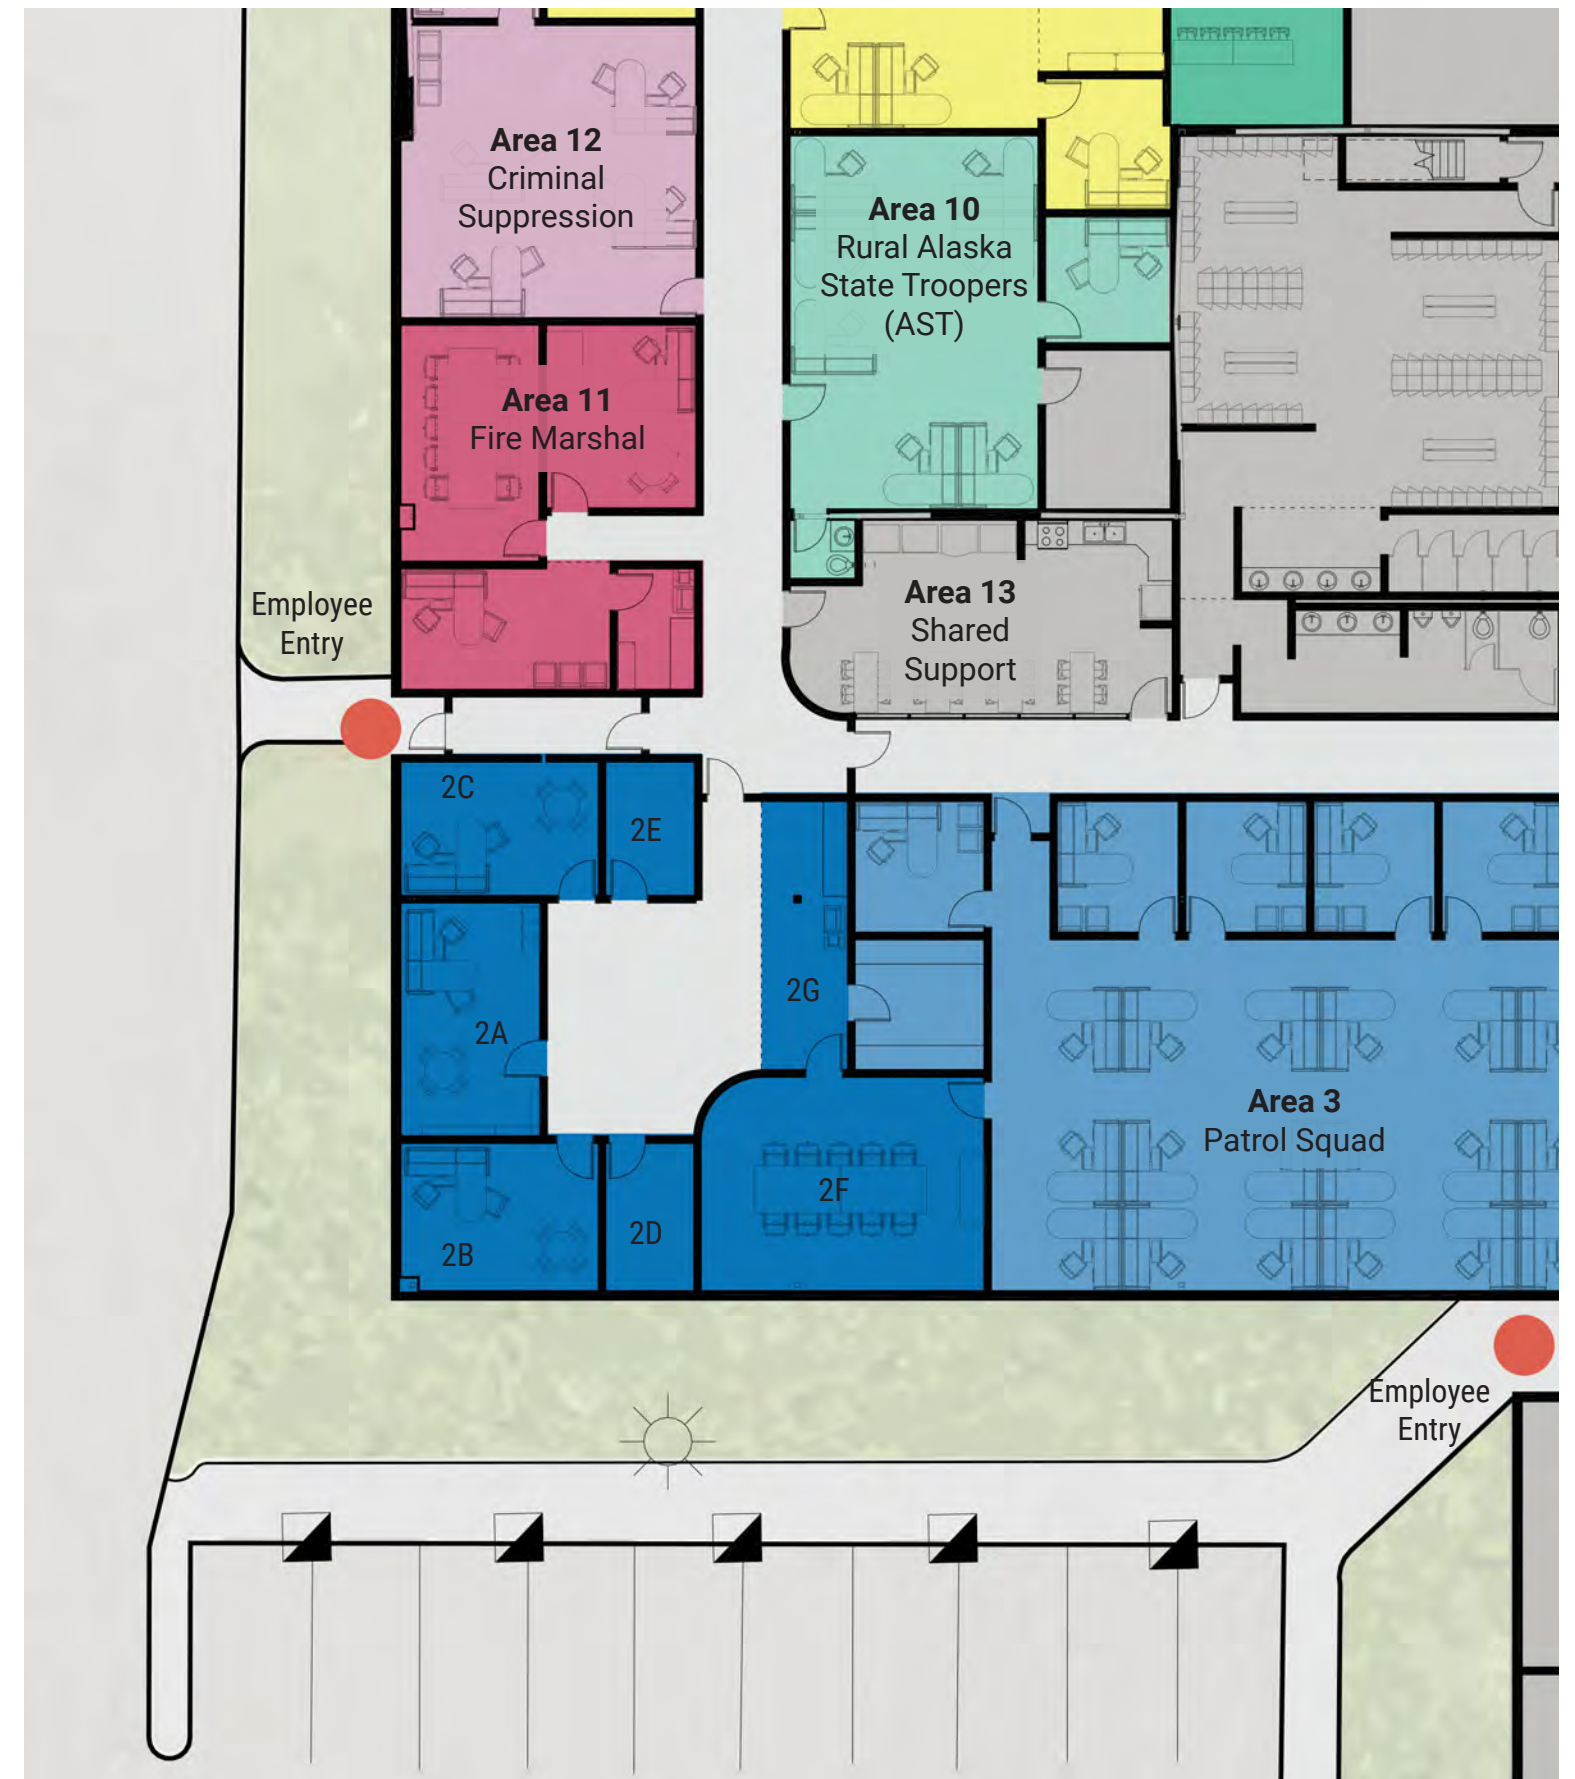 Area 12
Criminal
Suppression
Area 10
Rural Alaska
State Troopers
(AST)
Area 11
Fire Marshal
Employee
Entry
Area 13
Shared
Support
2C
2E
2G
2A
Area 3
Patrol Squad
2F
2D
2B
Employee
Entry